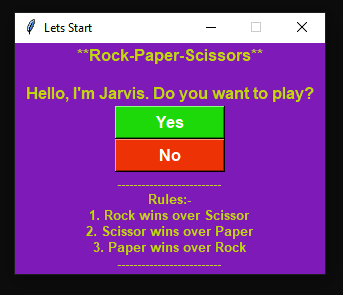 Lets Start
**Rock-Paper-Scissors**
Hello, I'm Jarvis. Do you want to play?
Yes
No
--------------------------
Rules:-
1. Rock wins over Scissor
2. Scissor wins over Paper
3. Paper wins over Rock
--------------------------